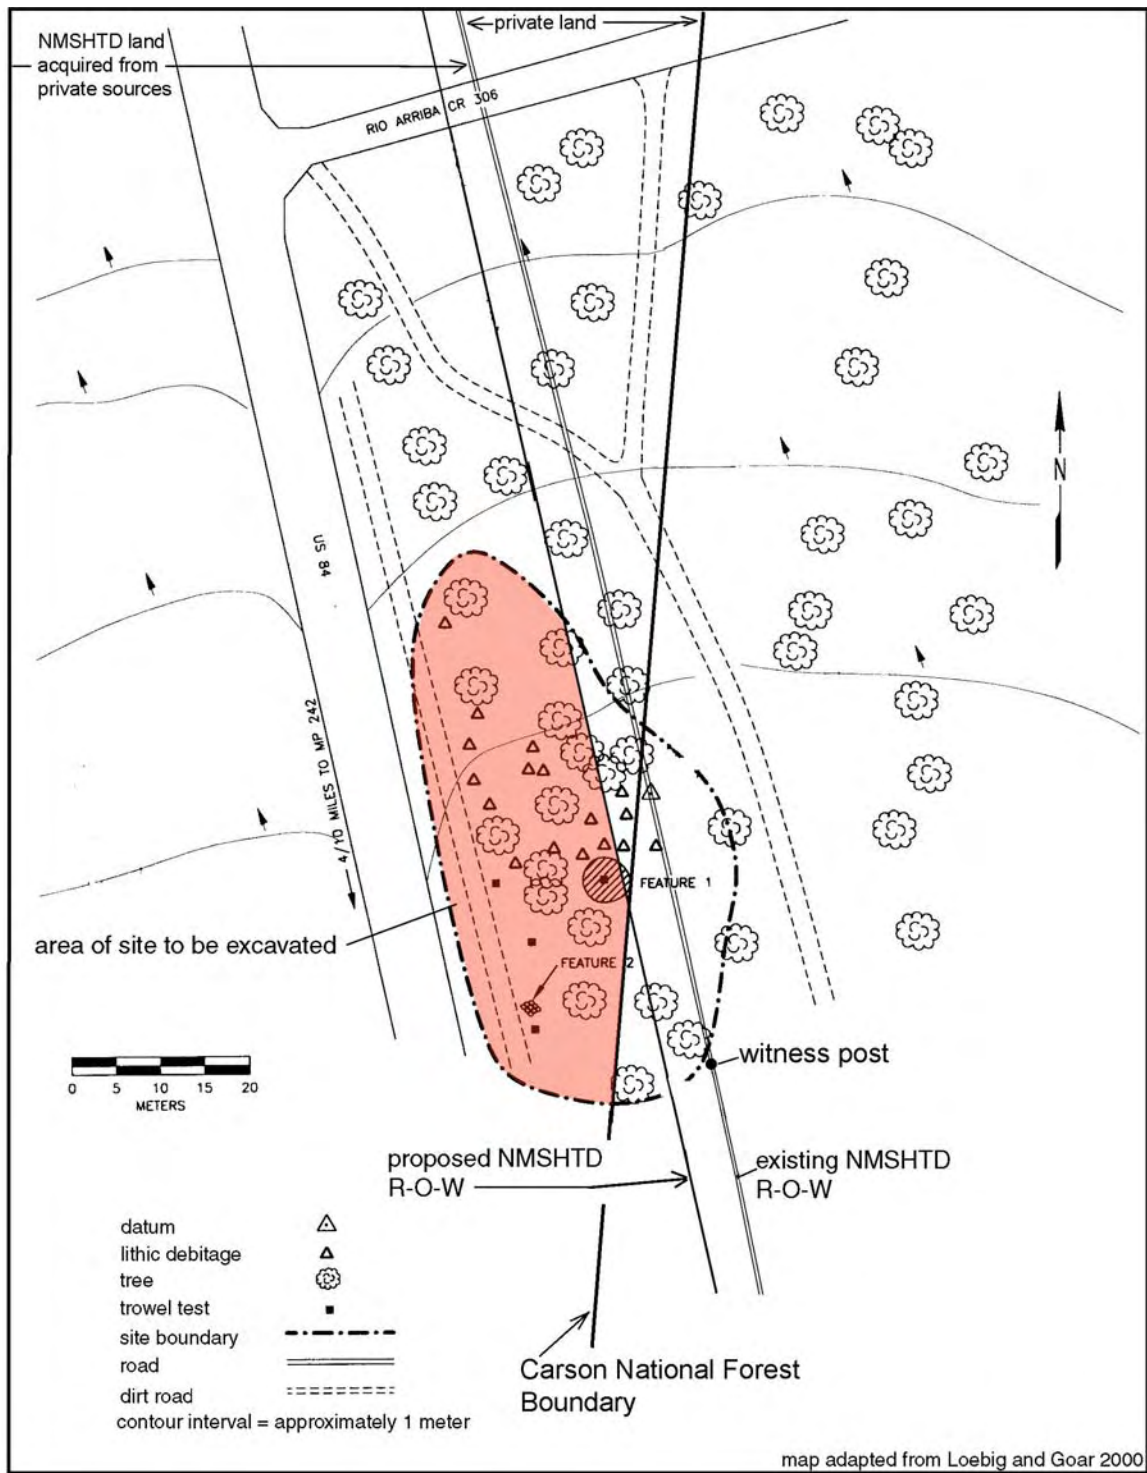 private land
NMSHTD land
acquired from
private sources
RIO ARRIBA CR 306
N
US 84
4/10 MILES TO MP 242
FEATURE 1
area of site to be excavated
FEATURE 2
witness post
0 5 10 15 20
METERS
proposed NMSHTD
R-O-W
existing NMSHTD
R-O-W
datum
lithic debitage
tree
trowel test
site boundary
road
dirt road
contour interval = approximately 1 meter
Carson National Forest
Boundary
map adapted from Loebig and Goar 2000